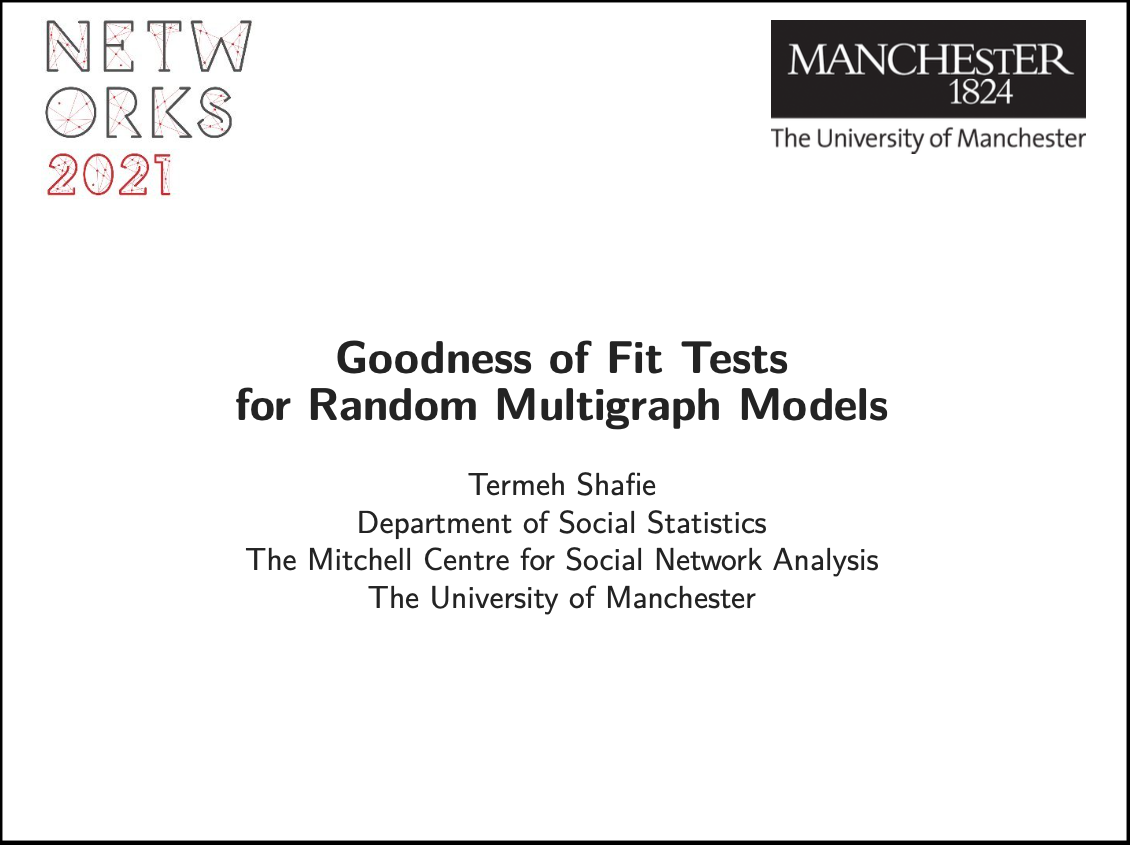 NETW
ORKS
2021
MANCHESTER
1824
The University of Manchester
Goodness of Fit Tests
for Random Multigraph Models
Termeh Shafie
Department of Social Statistics
The Mitchell Centre for Social Network Analysis
The University of Manchester